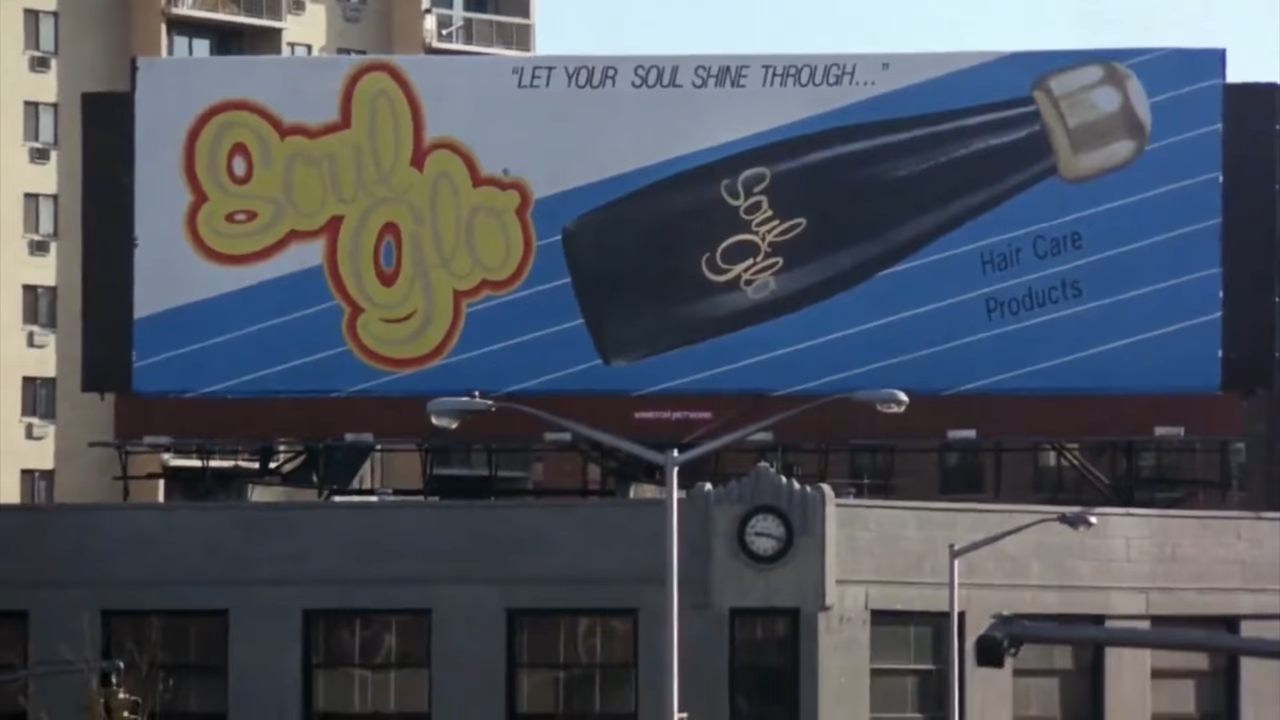 "LET YOUR SOUL SHINE THROUGH..."
Soul
Glo
Soul
Glo
Hair Care
Products